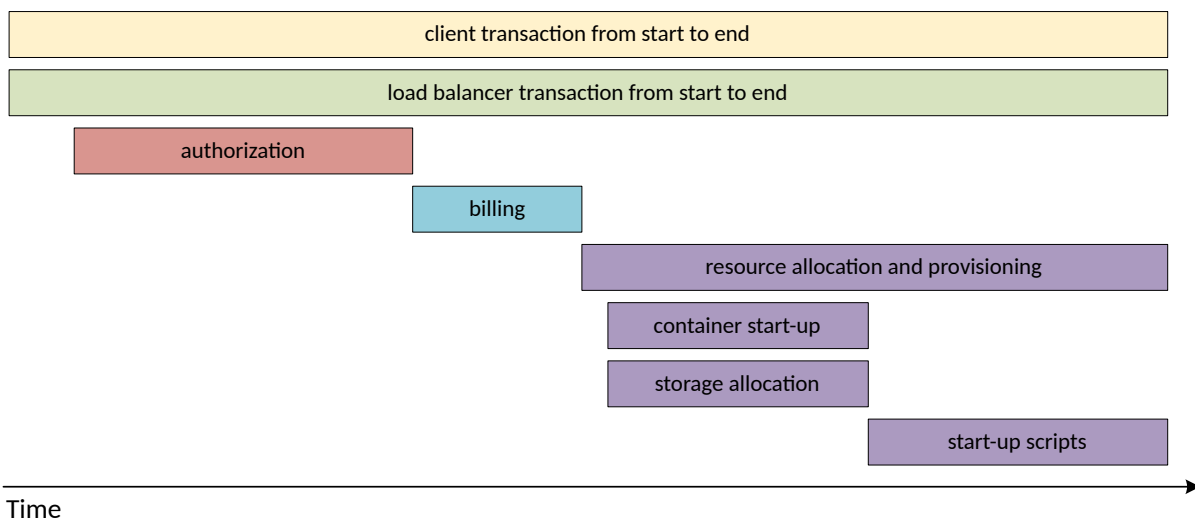 client transaction from start to end
load balancer transaction from start to end
authorization
billing
resource allocation and provisioning
container start-up
storage allocation
start-up scripts
Time